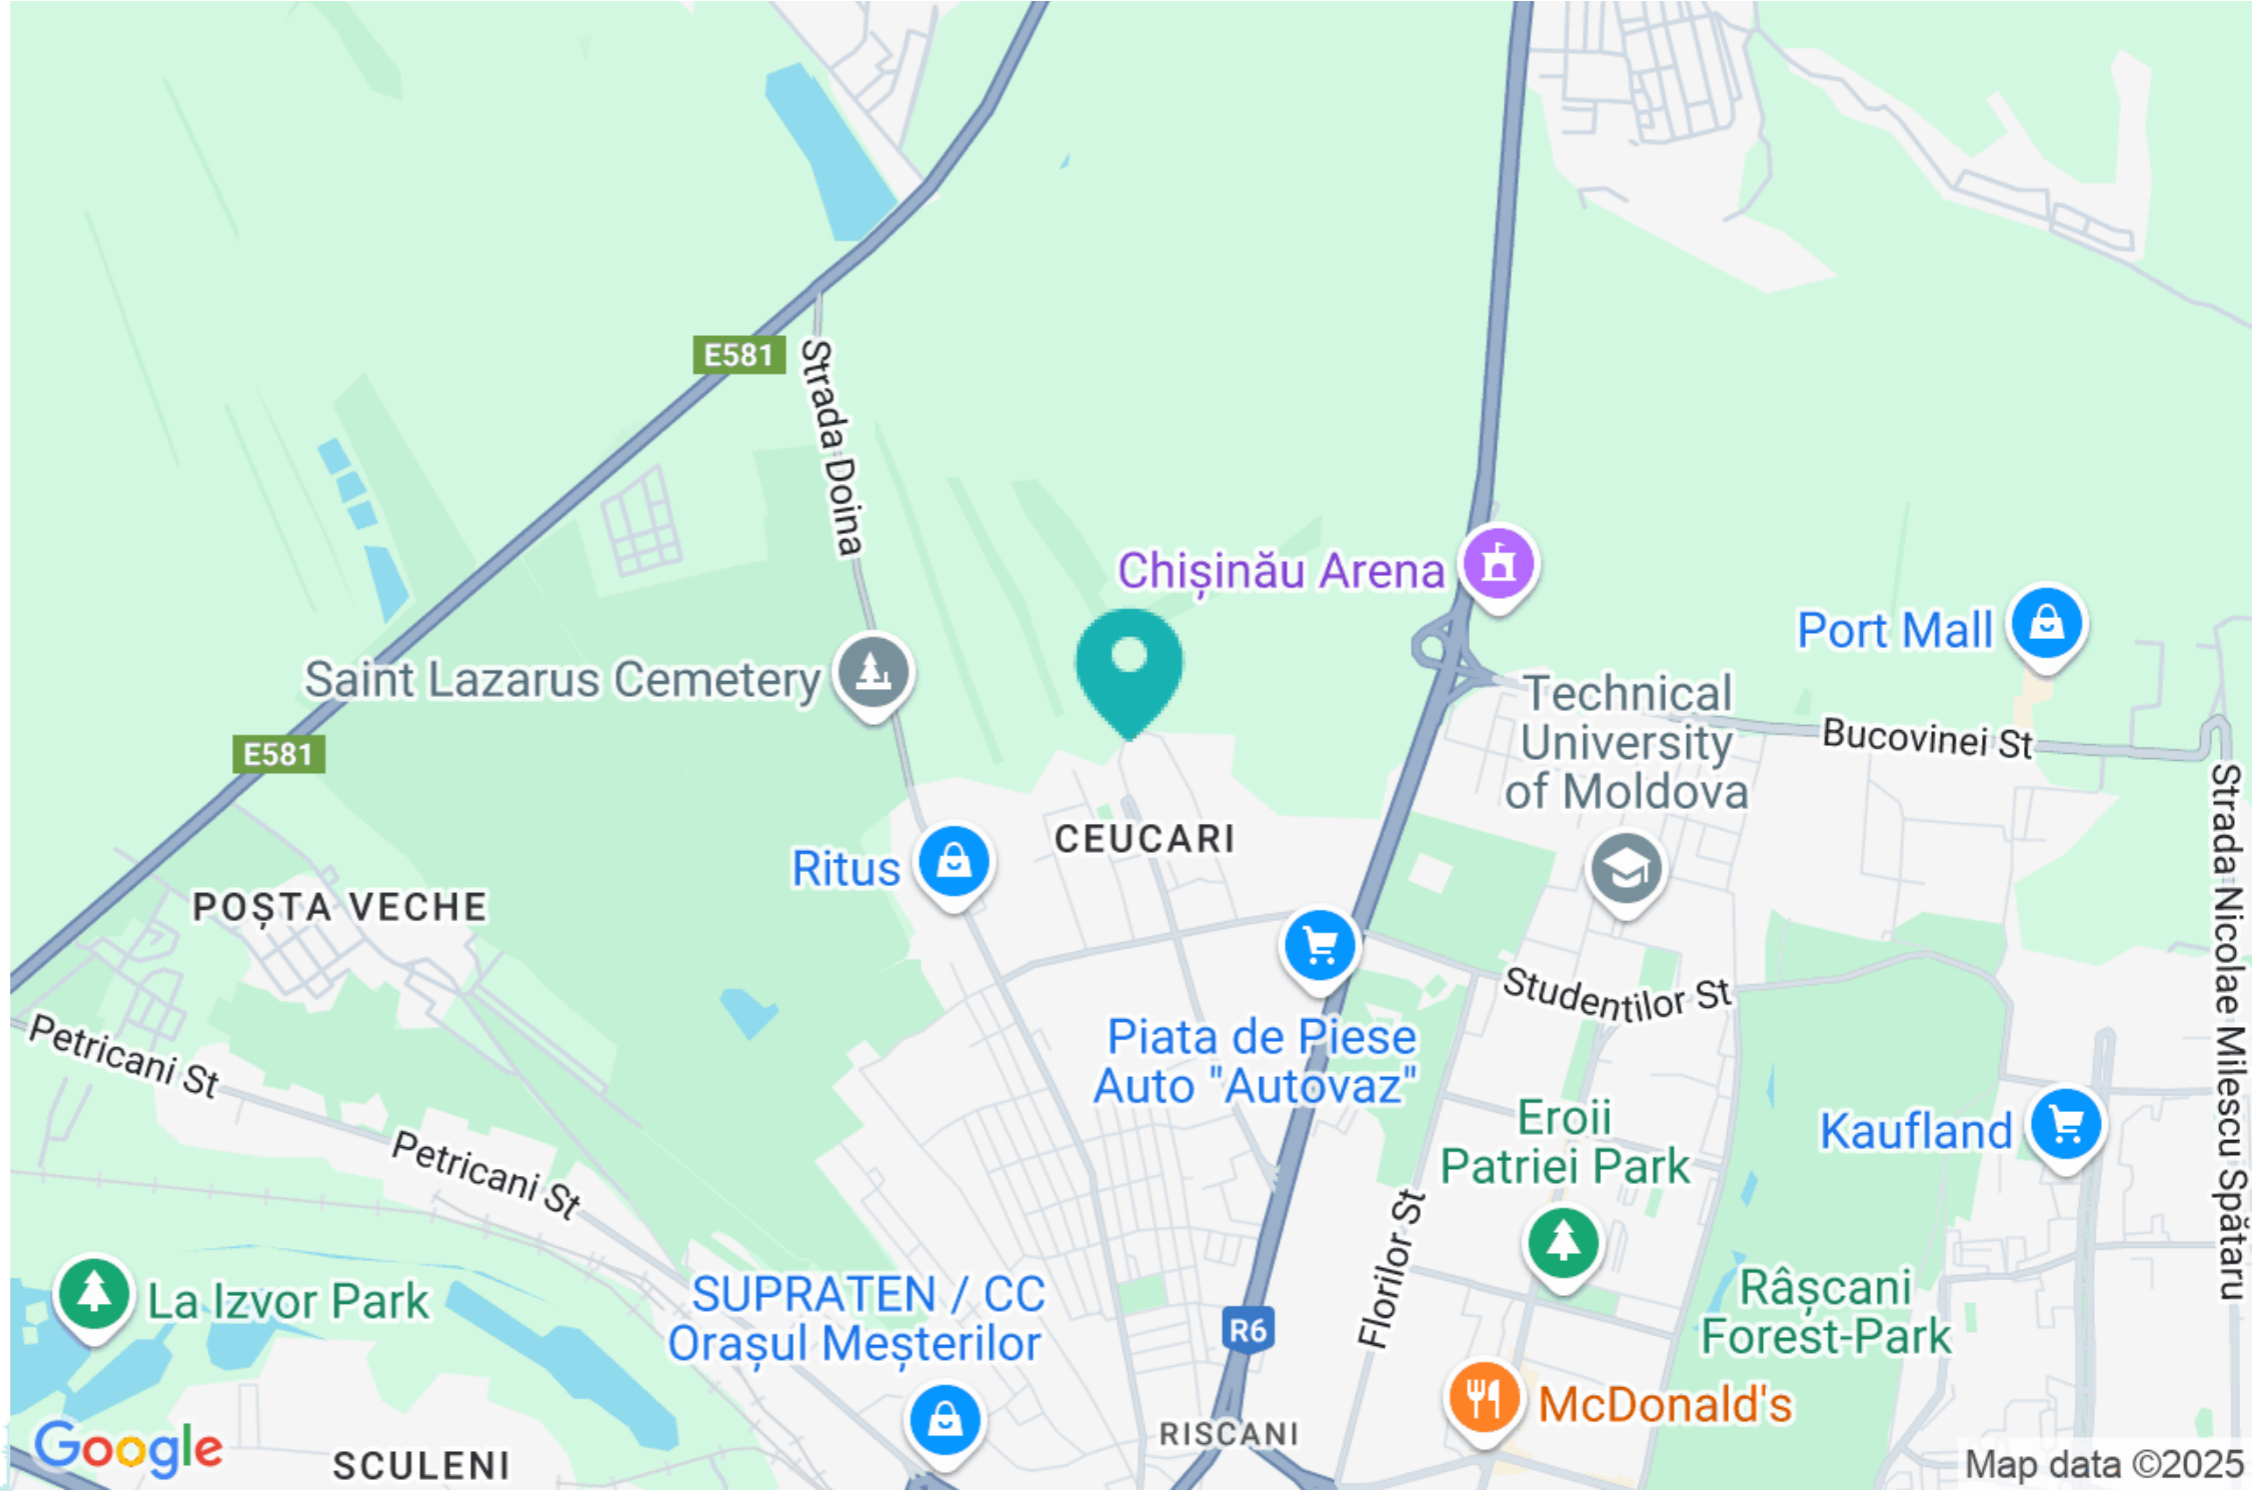 E581
Strada Doina
Chișinău Arena
Port Mall
Saint Lazarus Cemetery
Technical
University
of Moldova
Bucovinei St
E581
Strada Nicolae Milescu Spătaru
CEUCARI
Ritus
POȘTA VECHE
Studentilor St
Piata de Piese
Auto "Autovaz"
Petricani St
Eroii
Patriei Park
Kaufland
Petricani St
Florilor St
La Izvor Park
SUPRATEN / CC
Orașul Meșterilor
R6
Râșcani
Forest-Park
McDonald's
RISCANI
Google
SCULENI
Map data ©2025